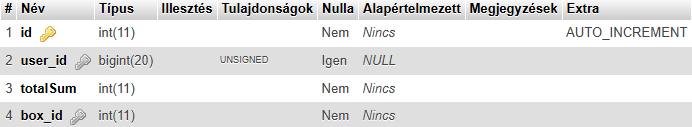 # Név Típus Illesztés Tulajdonságok Nulla Alapértelmezett Megjegyzések Extra
1 id int(11) Nem Nincs AUTO_INCREMENT
2 user_id bigint(20) UNSIGNED Igen NULL
3 totalSum int(11) Nem Nincs
4 box_id int(11) Nem Nincs